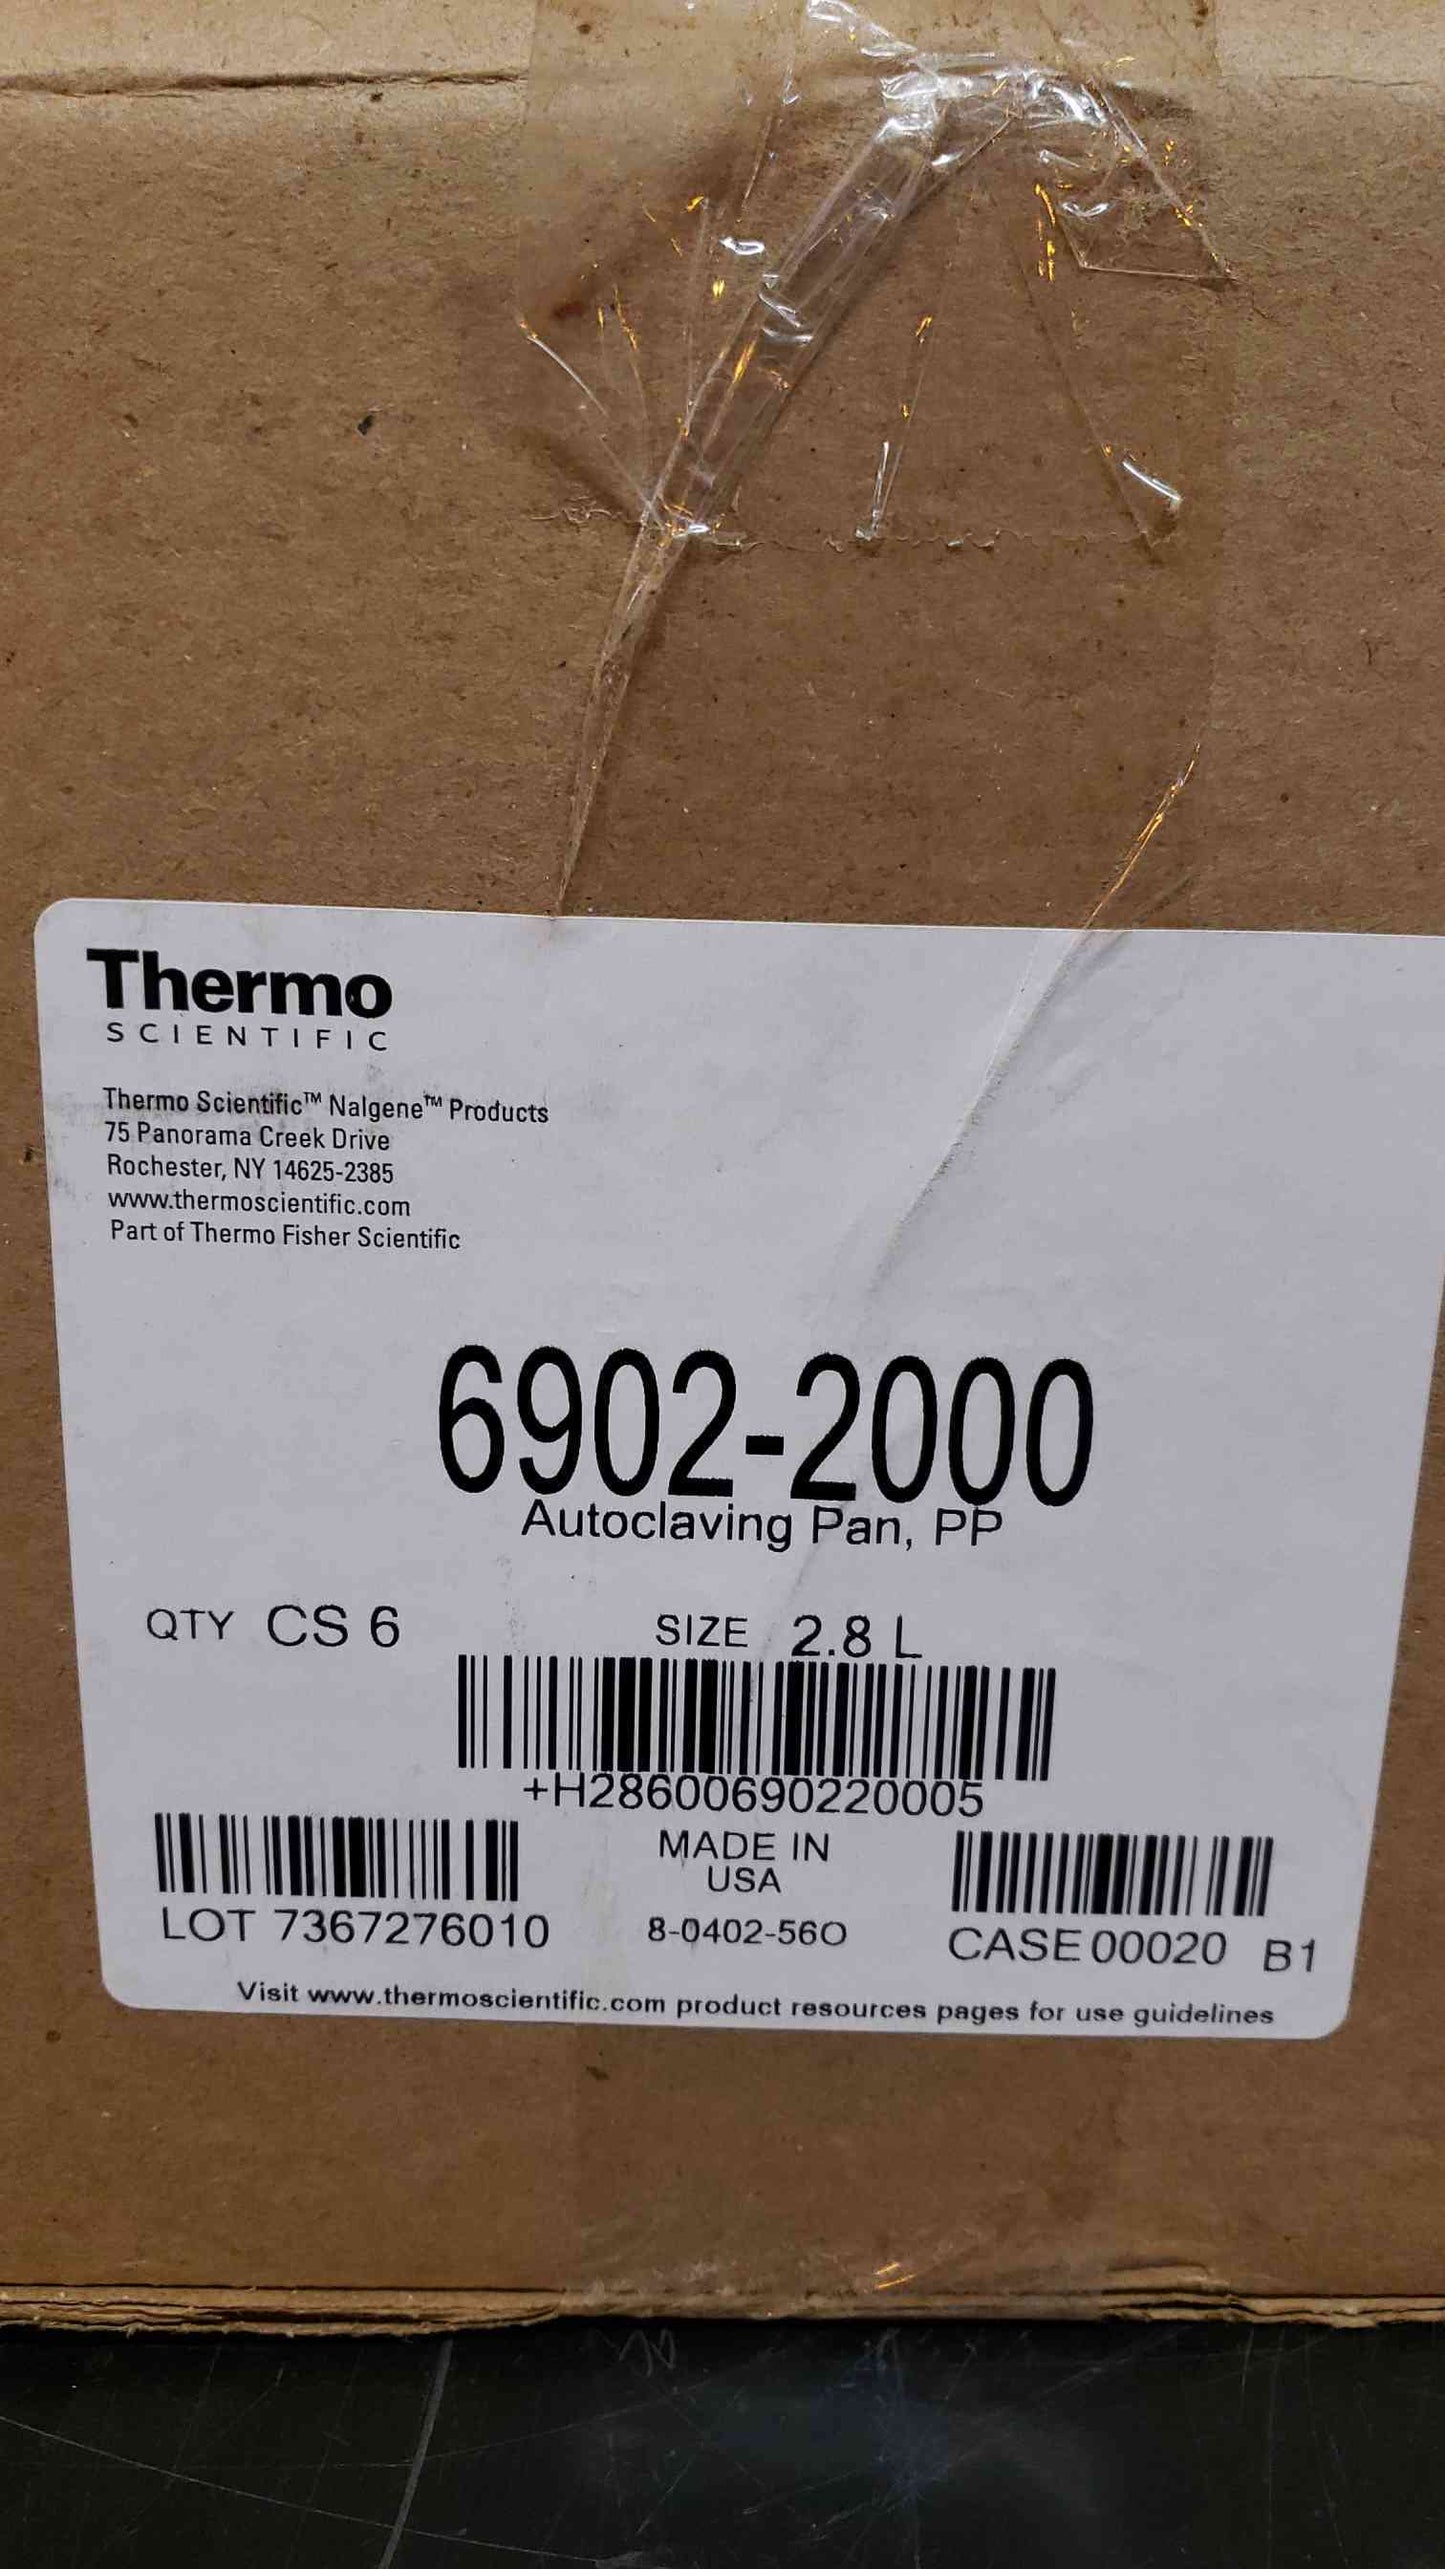 Thermo
SCIENTIFIC
Thermo Scientific™ Nalgene™ Products
75 Panorama Creek Drive
Rochester, NY 14625-2385
www.thermoscientific.com
Part of Thermo Fisher Scientific
6902-2000
Autoclaving Pan, PP
QTY CS 6 SIZE 2.8 L
+H28600690220005
MADE IN
USA
LOT 7367276010 8-0402-56O CASE 00020 B1
Visit www.thermoscientific.com product resources pages for use guidelines